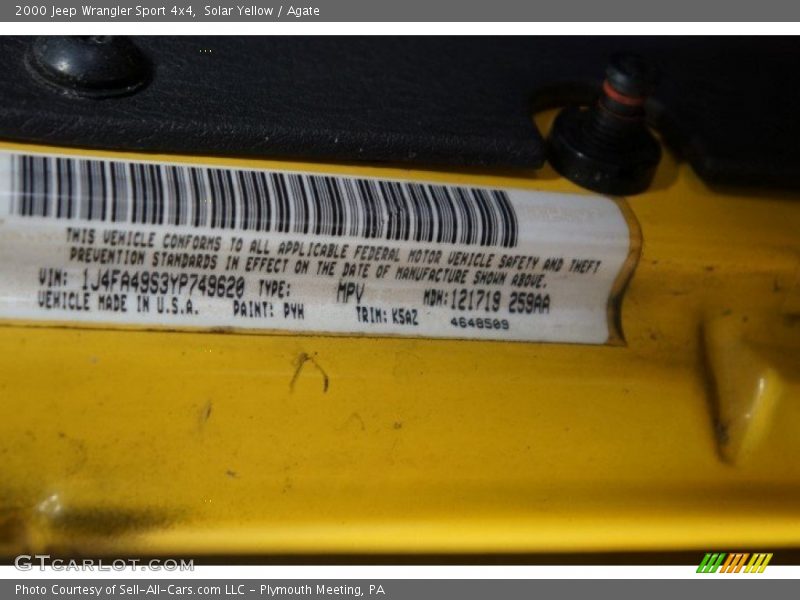 2000 Jeep Wrangler Sport 4x4,  Solar Yellow / Agate
THIS VEHICLE CONFORMS TO ALL APPLICABLE FEDERAL MOTOR VEHICLE SAFETY AND THEFT
PREVENTION STANDARDS IN EFFECT ON THE DATE OF MANUFACTURE SHOWN ABOVE.
VIN: 1J4FA49S3YP749620 TYPE: MPV MDH:121719 259AA
VEHICLE MADE IN U.S.A. PAINT: PYH TRIM: K5AZ 4648509
GTCARLOT.COM
Photo Courtesy of Sell-All-Cars.com LLC - Plymouth Meeting, PA